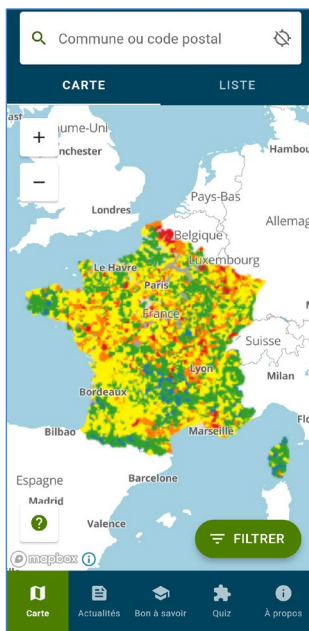 Commune ou code postal
CARTE
LISTE
+
ume-Uni
nchester
Hambou
−
Pays-Bas
Londres
Allemag
Belgique
Luxembourg
Le Havre
Paris
France
Suisse
Lyon
Milan
Bordeaux
Bilbao
Marseille
Espagne
Barcelone
Madrid
?
Valence
FILTRER
mapbox
Carte
Actualités
Bon à savoir
Quiz
À propos